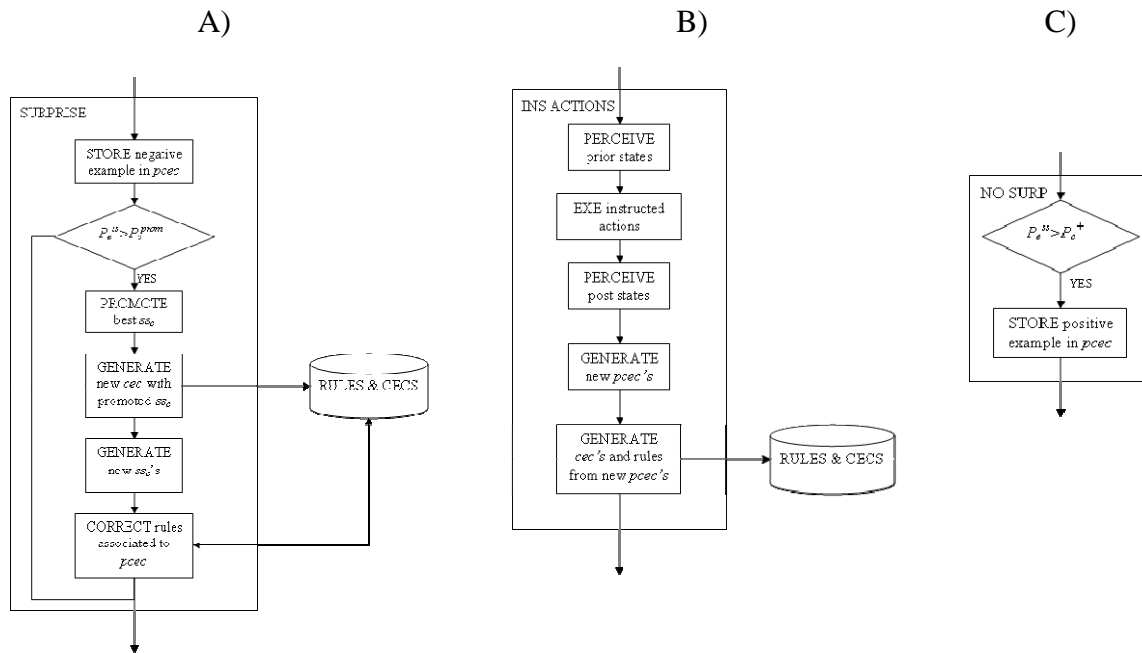 A)
SURPRISE
STORE negative
example in pcec
P_e^ss>P_c^prom
YES
PROMOTE
best ss_c
GENERATE
new cec with
promoted ss_c
RULES & CECS
GENERATE
new ss_c's
CORRECT rules
associated to
pcec
B)
INS ACTIONS
PERCEIVE
prior states
EXE instructed
actions
PERCEIVE
post states
GENERATE
new pcec's
GENERATE
cec's and rules
from new pcec's
RULES & CECS
C)
NO SURP
P_e^ss>P_c^+
YES
STORE positive
example in pcec